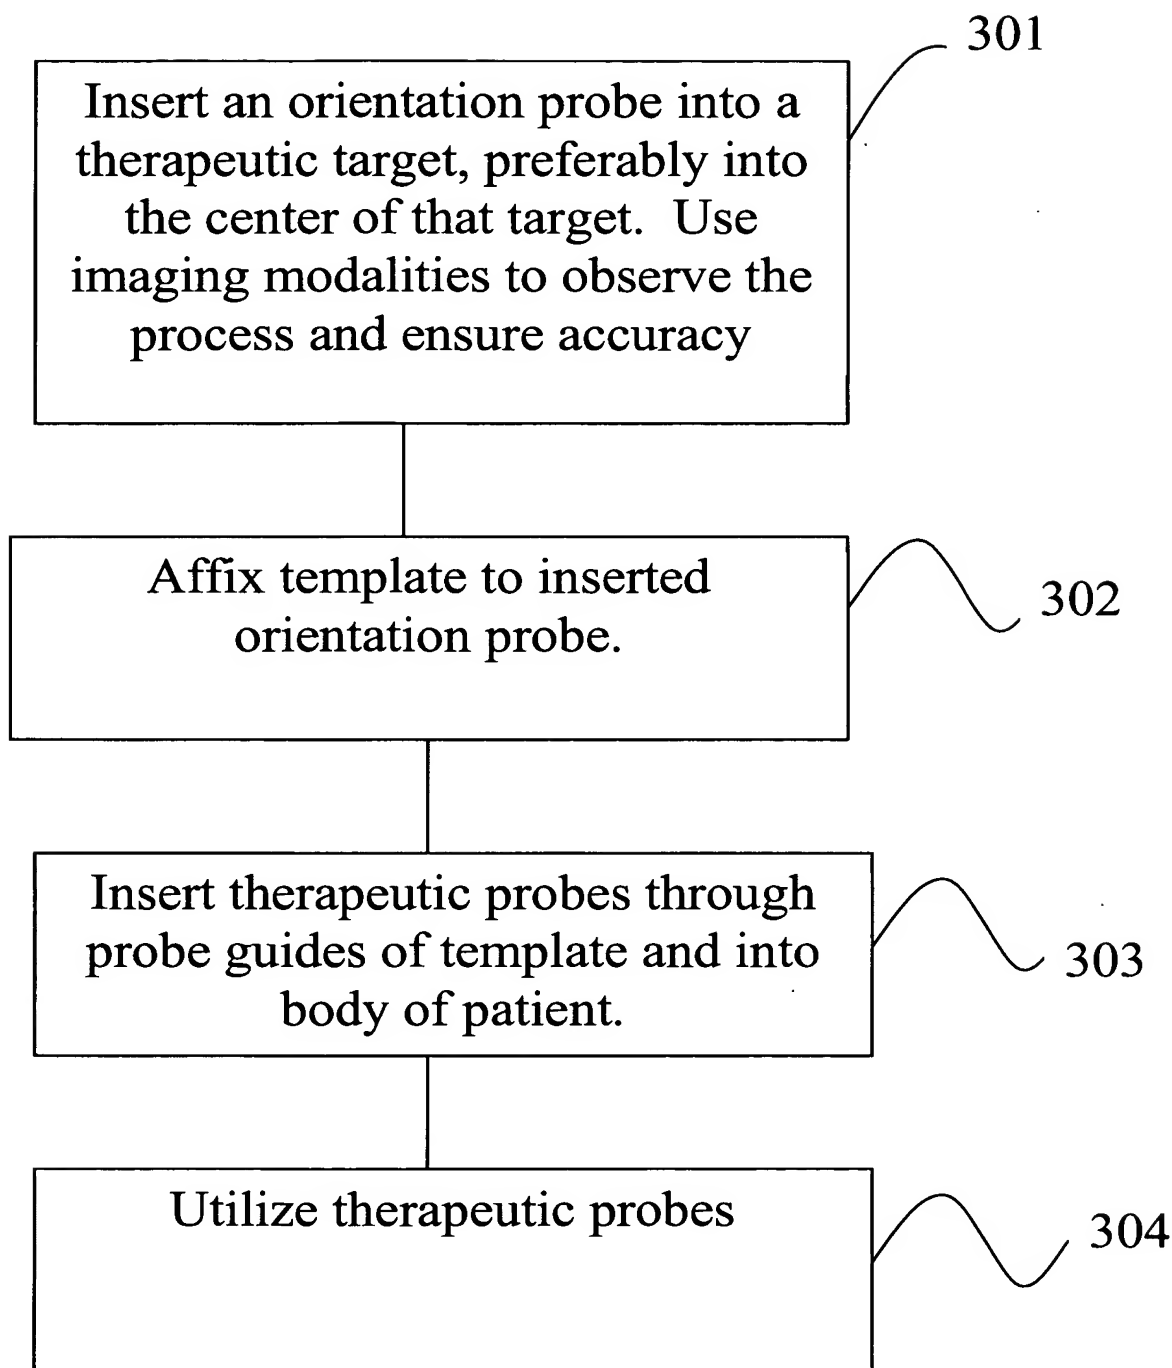 301
Insert an orientation probe into a
therapeutic target, preferably into
the center of that target.  Use
imaging modalities to observe the
process and ensure accuracy
Affix template to inserted
orientation probe.
302
Insert therapeutic probes through
probe guides of template and into
body of patient.
303
Utilize therapeutic probes
304